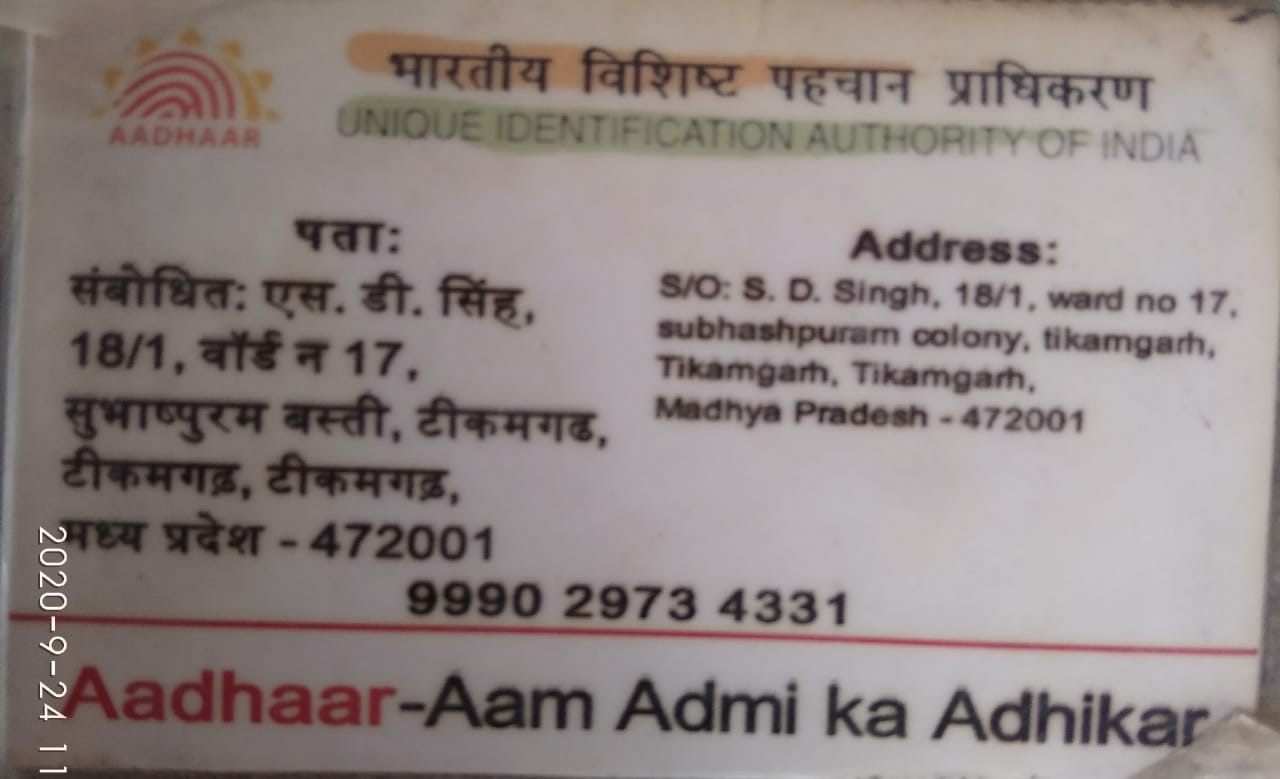 AADHAAR
भारतीय विशिष्ट पहचान प्राधिकरण
UNIQUE IDENTIFICATION AUTHORITY OF INDIA
पता:
संबोधित: एस. डी. सिंह,
18/1, वॉर्ड न 17,
सुभाष्पुरम बस्ती, टीकमगढ,
टीकमगढ़, टीकमगढ़,
मध्य प्रदेश - 472001
Address:
S/O: S. D. Singh, 18/1, ward no 17,
subhashpuram colony, tikamgarh,
Tikamgarh, Tikamgarh,
Madhya Pradesh - 472001
9990 2973 4331
Aadhaar-Aam Admi ka Adhikar
2020-9-24 11